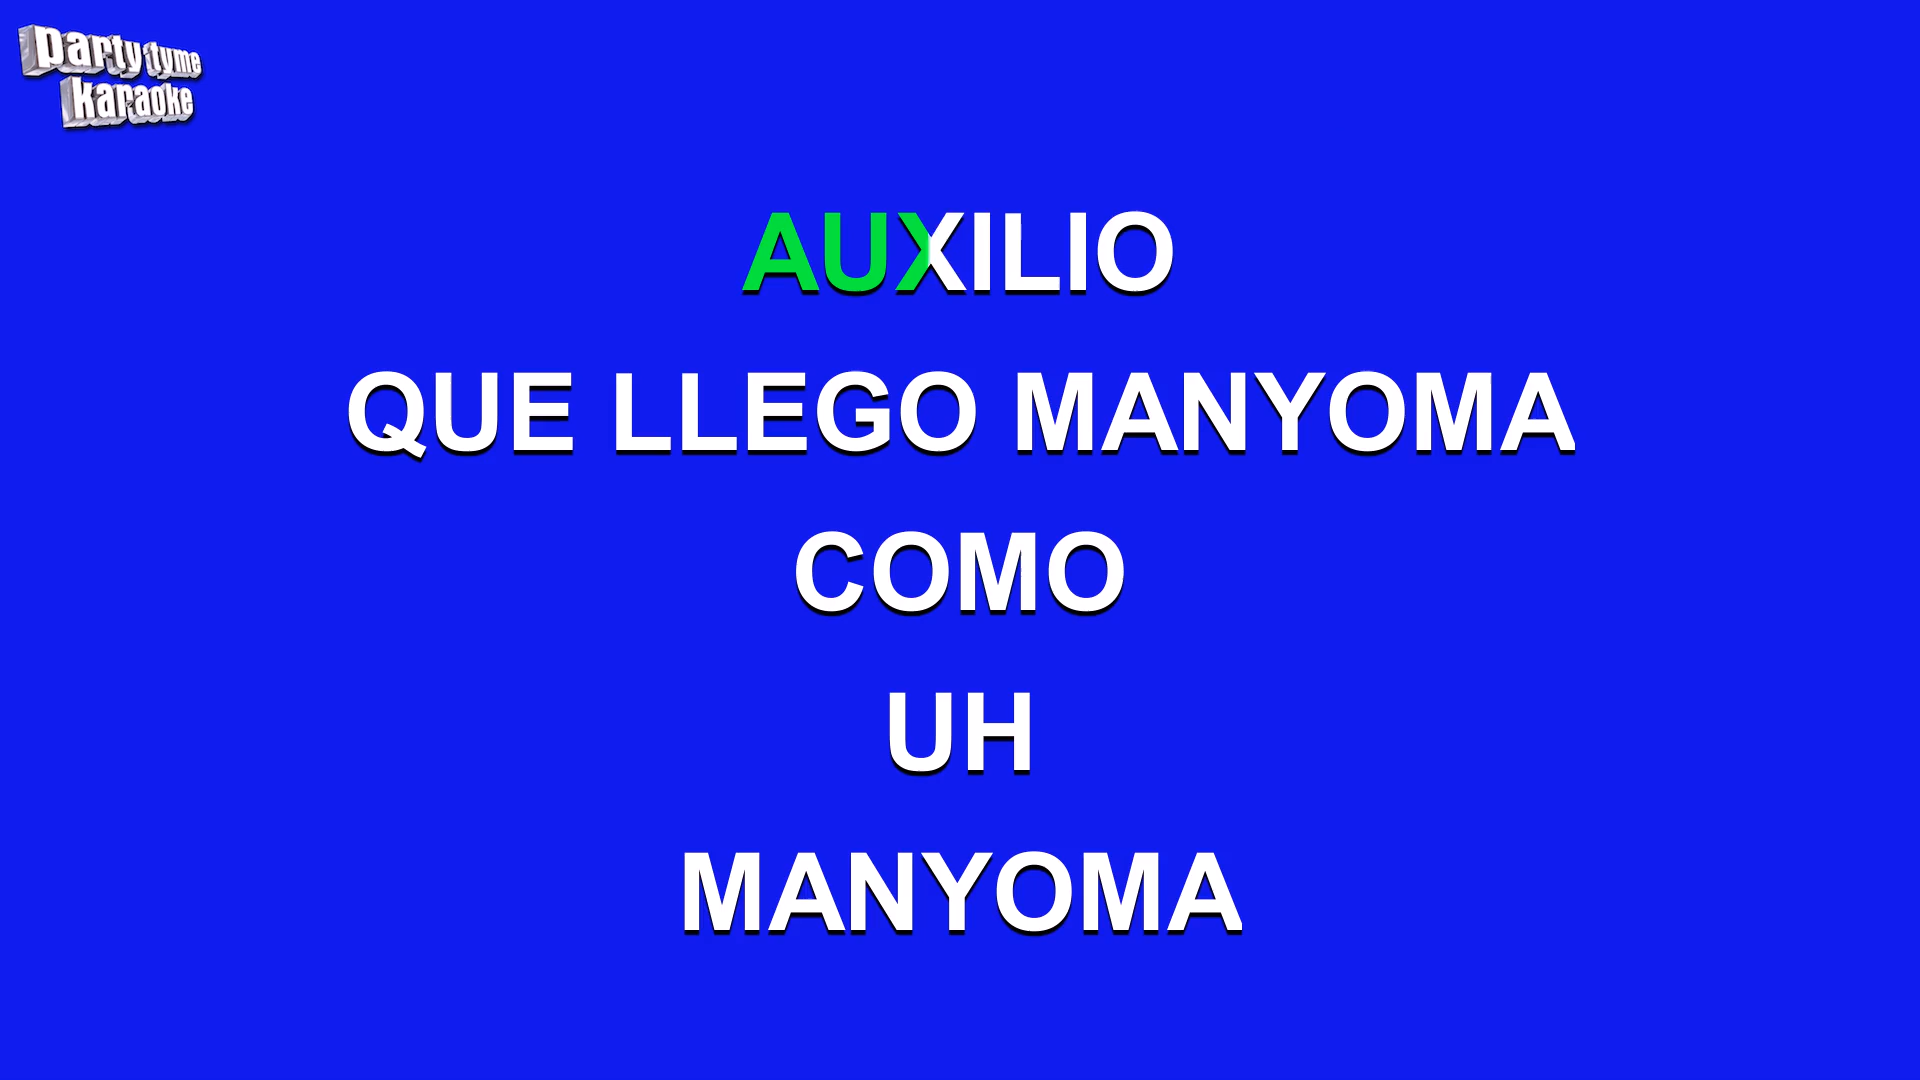 party tyme
karaoke
AUXILIO
QUE LLEGO MANYOMA
COMO
UH
MANYOMA